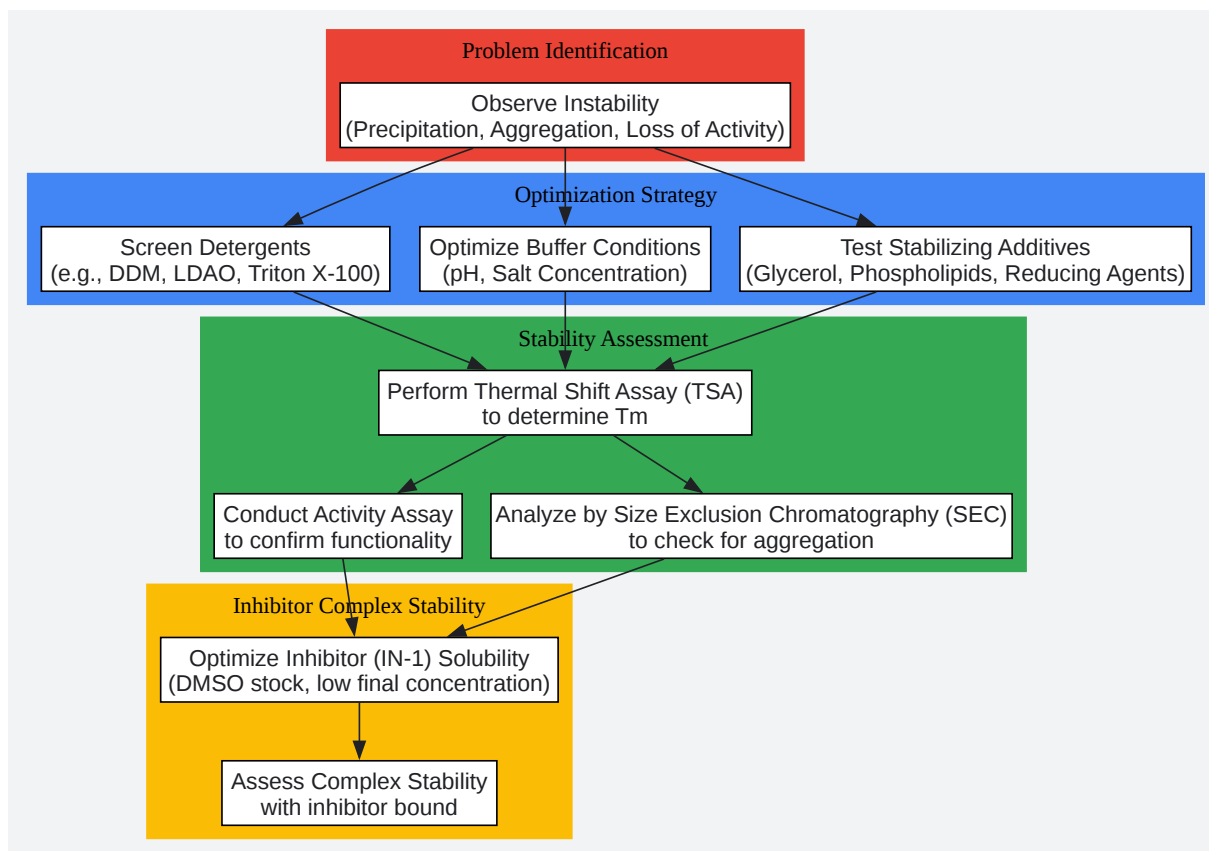 Problem Identification
Observe Instability
(Precipitation, Aggregation, Loss of Activity)
Optimization Strategy
Screen Detergents
(e.g., DDM, LDAO, Triton X-100)
Optimize Buffer Conditions
(pH, Salt Concentration)
Test Stabilizing Additives
(Glycerol, Phospholipids, Reducing Agents)
Stability Assessment
Perform Thermal Shift Assay (TSA)
to determine Tm
Conduct Activity Assay
to confirm functionality
Analyze by Size Exclusion Chromatography (SEC)
to check for aggregation
Inhibitor Complex Stability
Optimize Inhibitor (IN-1) Solubility
(DMSO stock, low final concentration)
Assess Complex Stability
with inhibitor bound